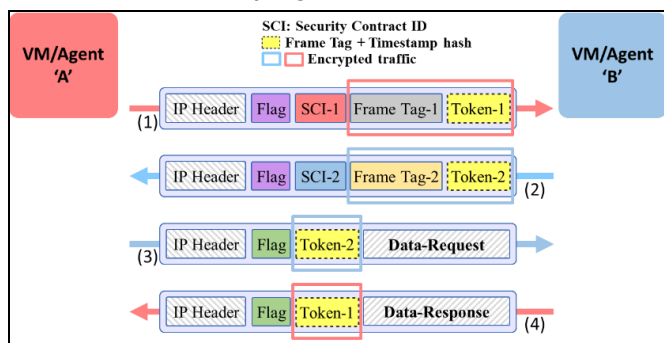 SCI: Security Contract ID
Frame Tag + Timestamp hash
Encrypted traffic
VM/Agent
'A'
VM/Agent
'B'
(1)
IP Header Flag SCI-1 Frame Tag-1 Token-1
IP Header Flag SCI-2 Frame Tag-2 Token-2
(2)
(3)
IP Header Flag Token-2 Data-Request
IP Header Flag Token-1 Data-Response
(4)